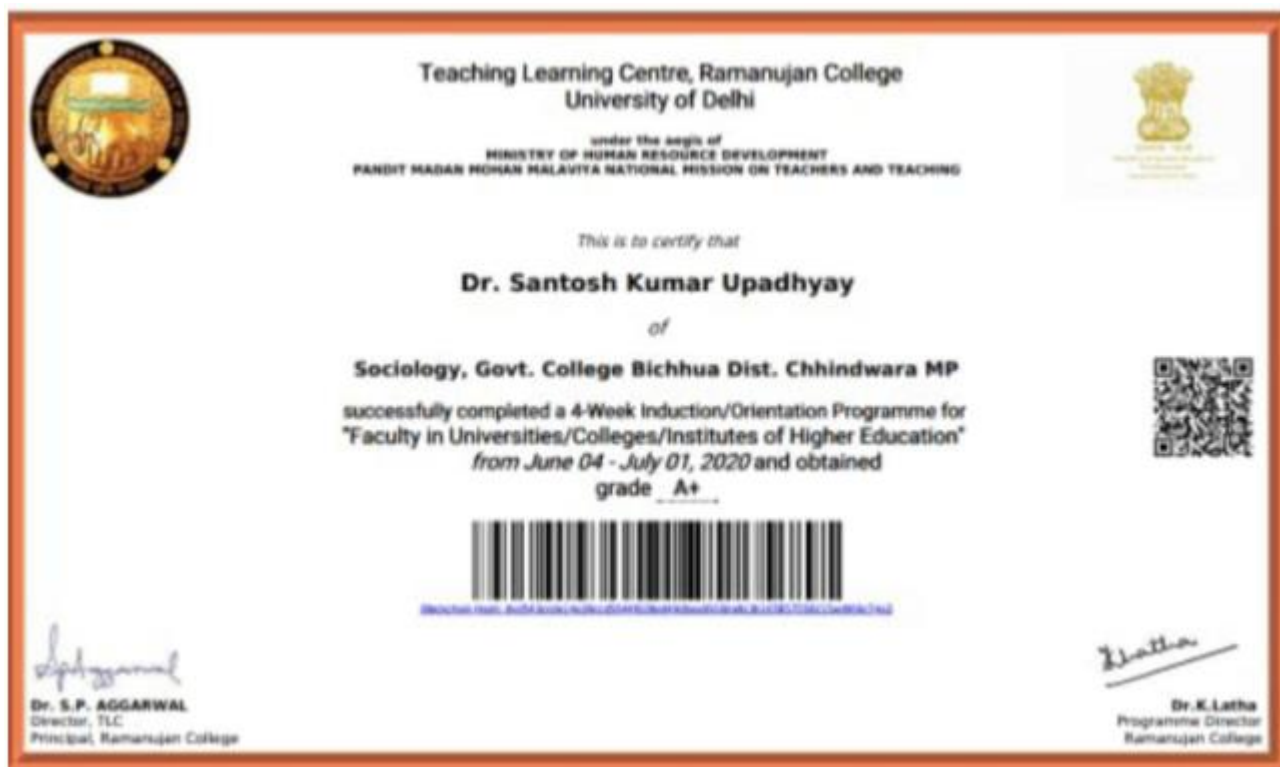 Teaching Learning Centre, Ramanujan College
University of Delhi
under the aegis of
MINISTRY OF HUMAN RESOURCE DEVELOPMENT
PANDIT MADAN MOHAN MALAVIYA NATIONAL MISSION ON TEACHERS AND TEACHING
This is to certify that
Dr. Santosh Kumar Upadhyay
of
Sociology, Govt. College Bichhua Dist. Chhindwara MP
successfully completed a 4-Week Induction/Orientation Programme for
"Faculty in Universities/Colleges/Institutes of Higher Education"
from June 04 - July 01, 2020 and obtained
grade A+
Dr. S.P. AGGARWAL
Director, TLC
Principal, Ramanujan College
Dr.K.Latha
Programme Director
Ramanujan College